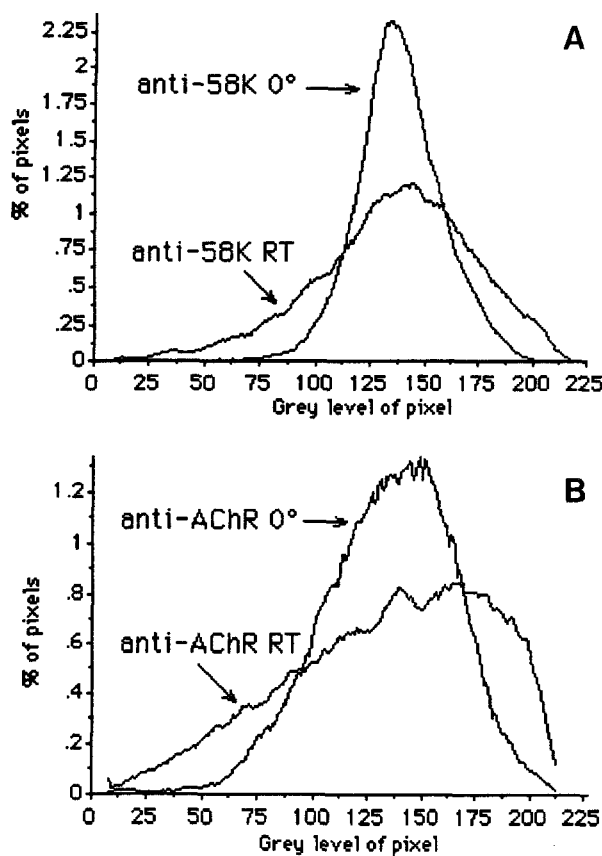 A
2.25
2
1.75
1.5
1.25
1
.75
.5
.25
0
% of pixels
anti-58K 0°
anti-58K RT
0 25 50 75 100 125 150 175 200 225
Grey level of pixel
B
1.2
1
.8
.6
.4
.2
0
% of pixels
anti-AChR 0°
anti-AChR RT
0 25 50 75 100 125 150 175 200 225
Grey level of pixel